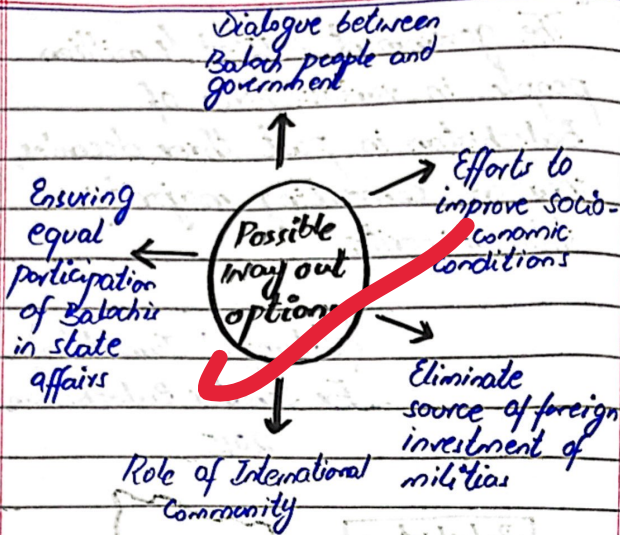 Dialogue between
Baloch people and
government
Efforts to
improve socio-
conomic
conditions
Ensuring
equal
participation
of Balochis
in state
affairs
Possible
way out
options
Eliminate
source of foreign
investment of
militias
Role of International
Community